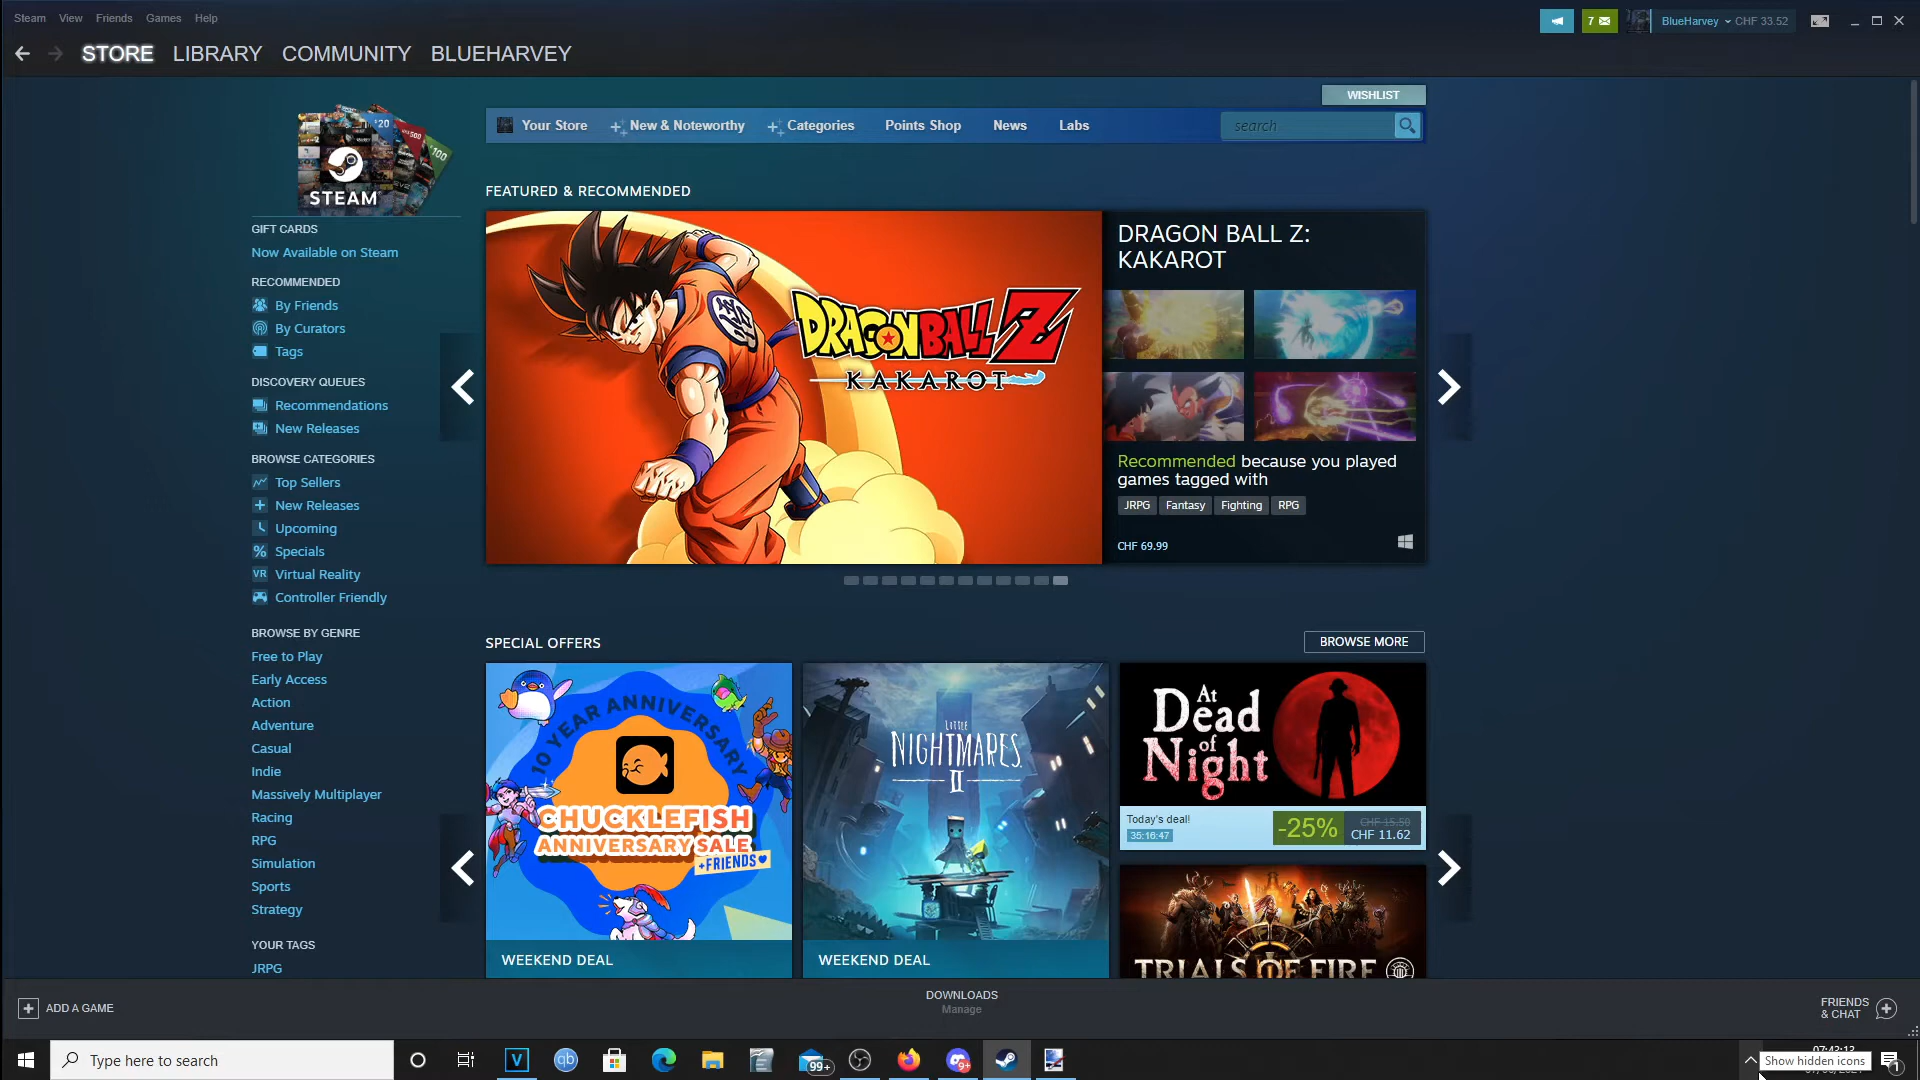 Steam View Friends Games Help
7
BlueHarvey CHF 33.52
STORE LIBRARY COMMUNITY BLUEHARVEY
WISHLIST
Your Store New & Noteworthy Categories Points Shop News Labs
search
STEAM
$20
$100
GIFT CARDS
Now Available on Steam
RECOMMENDED
By Friends
By Curators
Tags
DISCOVERY QUEUES
Recommendations
New Releases
BROWSE CATEGORIES
Top Sellers
New Releases
Upcoming
Specials
VR Virtual Reality
Controller Friendly
BROWSE BY GENRE
Free to Play
Early Access
Action
Adventure
Casual
Indie
Massively Multiplayer
Racing
RPG
Simulation
Sports
Strategy
YOUR TAGS
JRPG
FEATURED & RECOMMENDED
DRAGON BALL Z
KAKAROT
DRAGON BALL Z:
KAKAROT
Recommended because you played
games tagged with
JRPG Fantasy Fighting RPG
CHF 69.99
SPECIAL OFFERS
BROWSE MORE
10 YEAR ANNIVERSARY
CHUCKLEFISH
ANNIVERSARY SALE
+FRIENDS
WEEKEND DEAL
LITTLE
NIGHTMARES
II
WEEKEND DEAL
At
Dead
of
Night
Today's deal!
35:16:47
-25%
CHF 15.50
CHF 11.62
TRIALS OF FIRE
ADD A GAME
DOWNLOADS
Manage
FRIENDS
& CHAT
Type here to search
V
qb
99+
9+
Show hidden icons
1